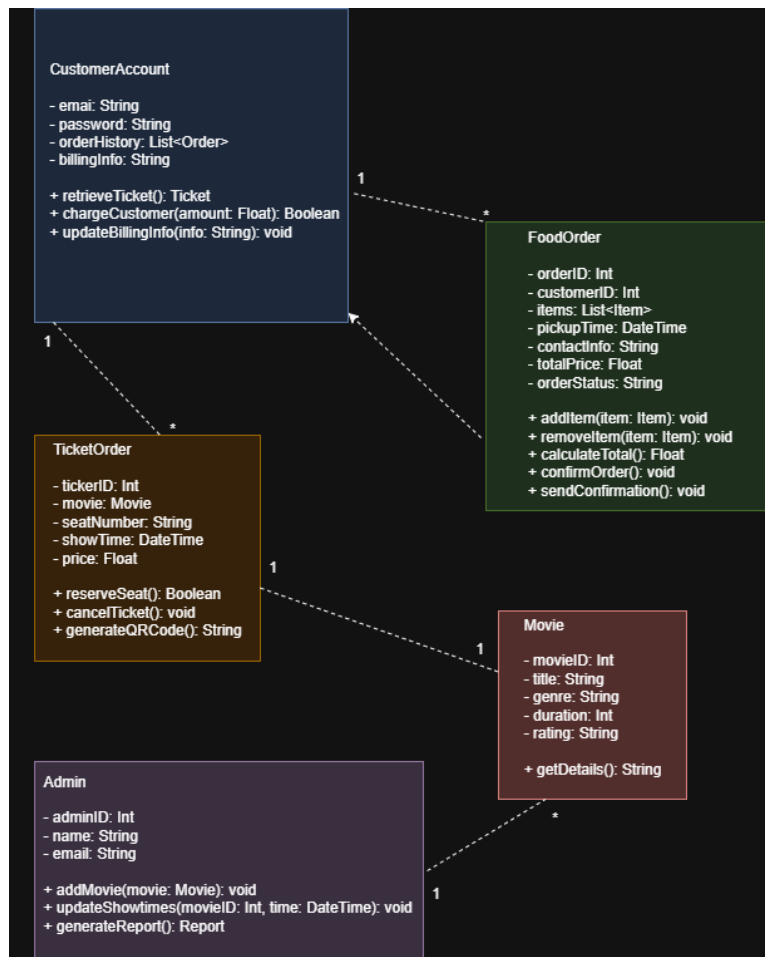 CustomerAccount
- emai: String
- password: String
- orderHistory: List<Order>
- billingInfo: String
+ retrieveTicket(): Ticket
+ chargeCustomer(amount: Float): Boolean
+ updateBillingInfo(info: String): void
1
*
FoodOrder
- orderID: Int
- customerID: Int
- items: List<Item>
- pickupTime: DateTime
- contactInfo: String
- totalPrice: Float
- orderStatus: String
+ addItem(item: Item): void
+ removeItem(item: Item): void
+ calculateTotal(): Float
+ confirmOrder(): void
+ sendConfirmation(): void
1
*
TicketOrder
- tickerID: Int
- movie: Movie
- seatNumber: String
- showTime: DateTime
- price: Float
+ reserveSeat(): Boolean
+ cancelTicket(): void
+ generateQRCode(): String
1
1
Movie
- movieID: Int
- title: String
- genre: String
- duration: Int
- rating: String
+ getDetails(): String
*
1
Admin
- adminID: Int
- name: String
- email: String
+ addMovie(movie: Movie): void
+ updateShowtimes(movieID: Int, time: DateTime): void
+ generateReport(): Report